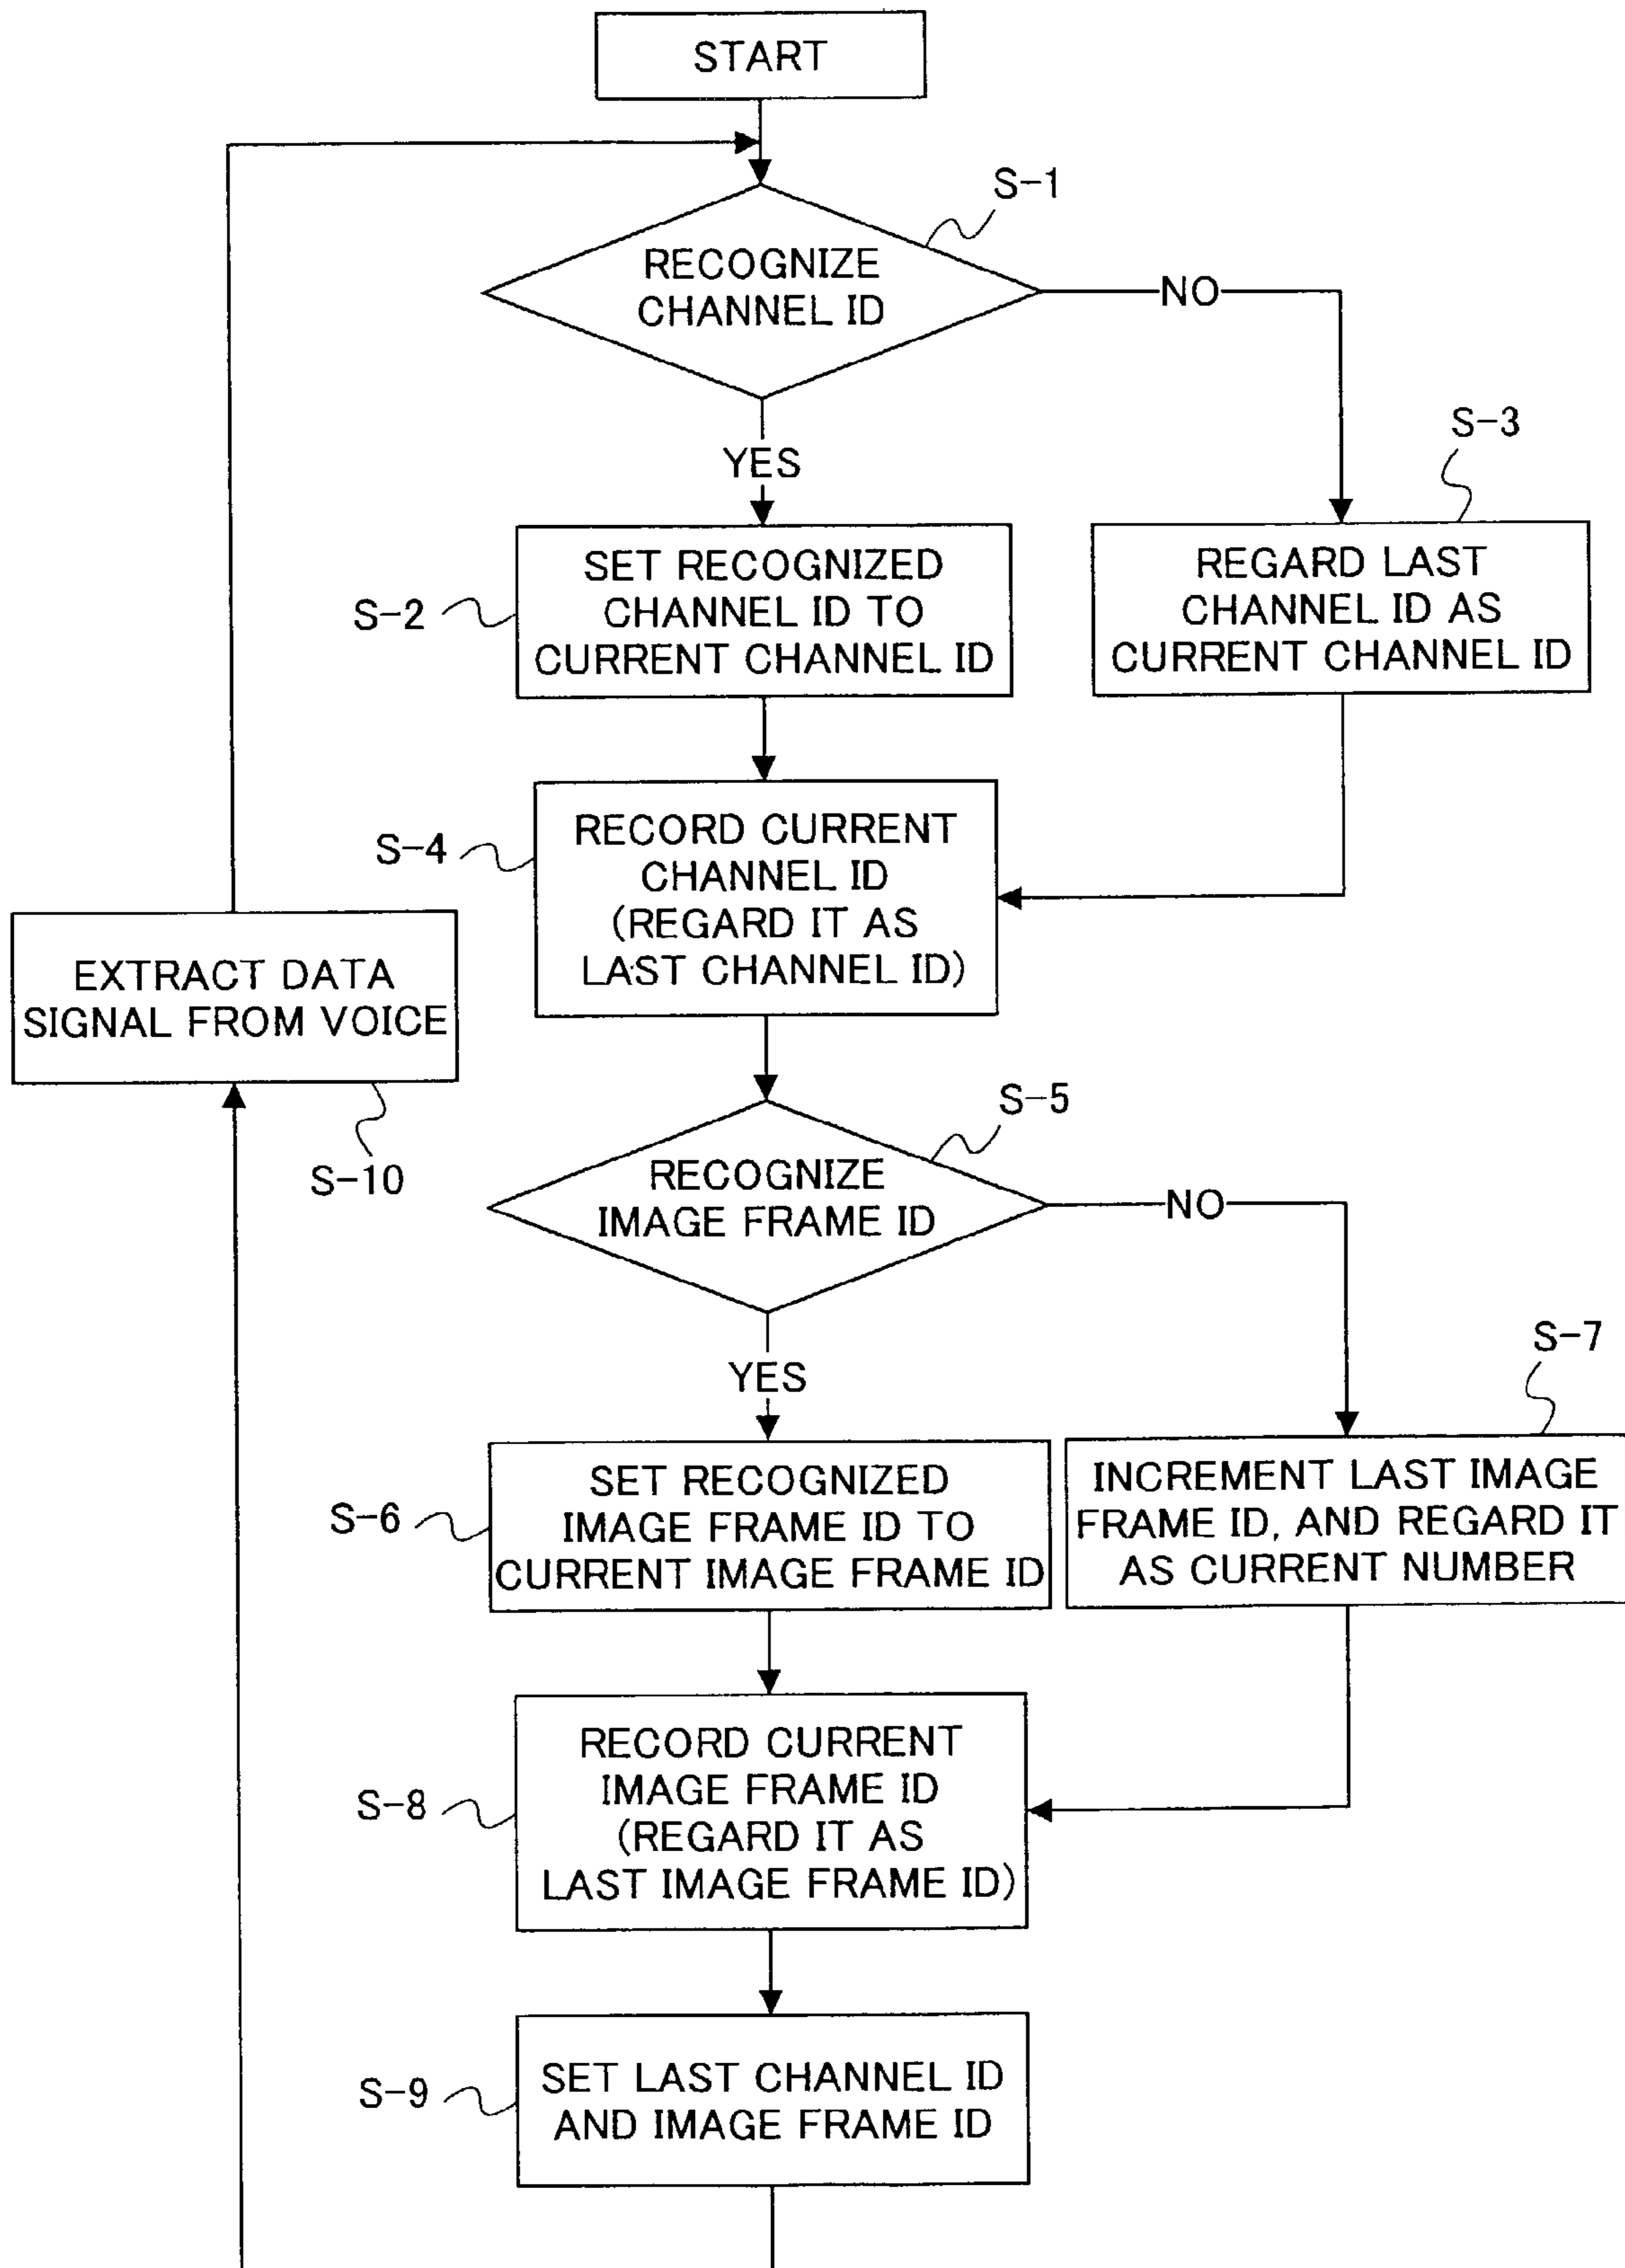 START
S-1
RECOGNIZE
CHANNEL ID
NO
YES
S-3
S-2
SET RECOGNIZED
CHANNEL ID TO
CURRENT CHANNEL ID
REGARD LAST
CHANNEL ID AS
CURRENT CHANNEL ID
S-4
RECORD CURRENT
CHANNEL ID
(REGARD IT AS
LAST CHANNEL ID)
EXTRACT DATA
SIGNAL FROM VOICE
S-10
S-5
RECOGNIZE
IMAGE FRAME ID
NO
YES
S-7
S-6
SET RECOGNIZED
IMAGE FRAME ID TO
CURRENT IMAGE FRAME ID
INCREMENT LAST IMAGE
FRAME ID, AND REGARD IT
AS CURRENT NUMBER
S-8
RECORD CURRENT
IMAGE FRAME ID
(REGARD IT AS
LAST IMAGE FRAME ID)
S-9
SET LAST CHANNEL ID
AND IMAGE FRAME ID